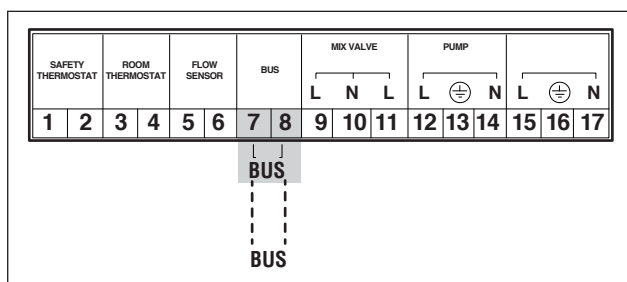 SAFETY THERMOSTAT
ROOM THERMOSTAT
FLOW SENSOR
BUS
MIX VALVE
PUMP
L N L L N L N
1 2 3 4 5 6 7 8 9 10 11 12 13 14 15 16 17
BUS
BUS